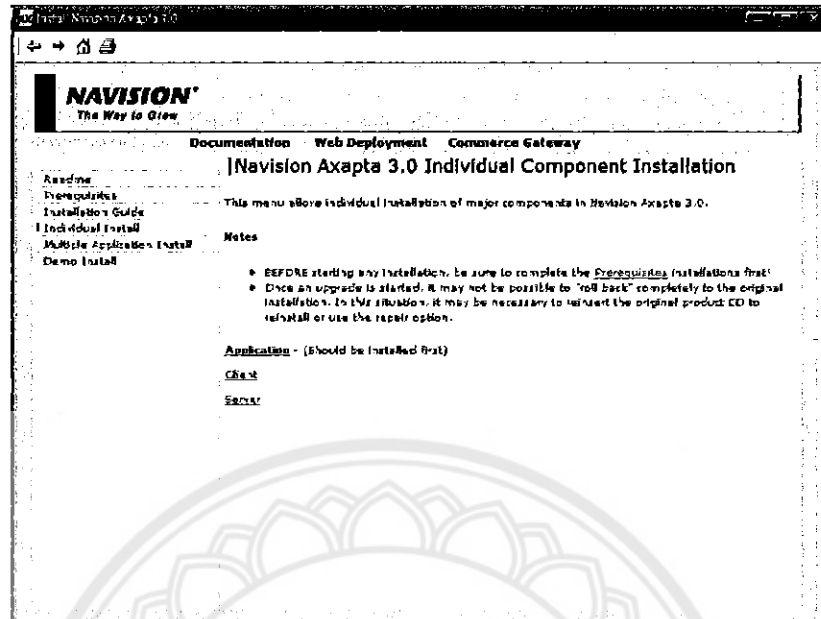 Install Navision Axapta 3.0
NAVISION
The Way to Grow
Documentation Web Deployment Commerce Gateway
Readme
Prerequisites
Installation Guide
Individual Install
Multiple Application Install
Demo Install
Navision Axapta 3.0 Individual Component Installation
This menu allows individual installation of major components in Navision Axapta 3.0.
Notes
BEFORE starting any installation, be sure to complete the Prerequisites installations first!
Once an upgrade is started, it may not be possible to "roll back" completely to the original
installation. In this situation, it may be necessary to reinsert the original product CD to
reinstall or use the repair option.
Application - (Should be installed first)
Client
Server